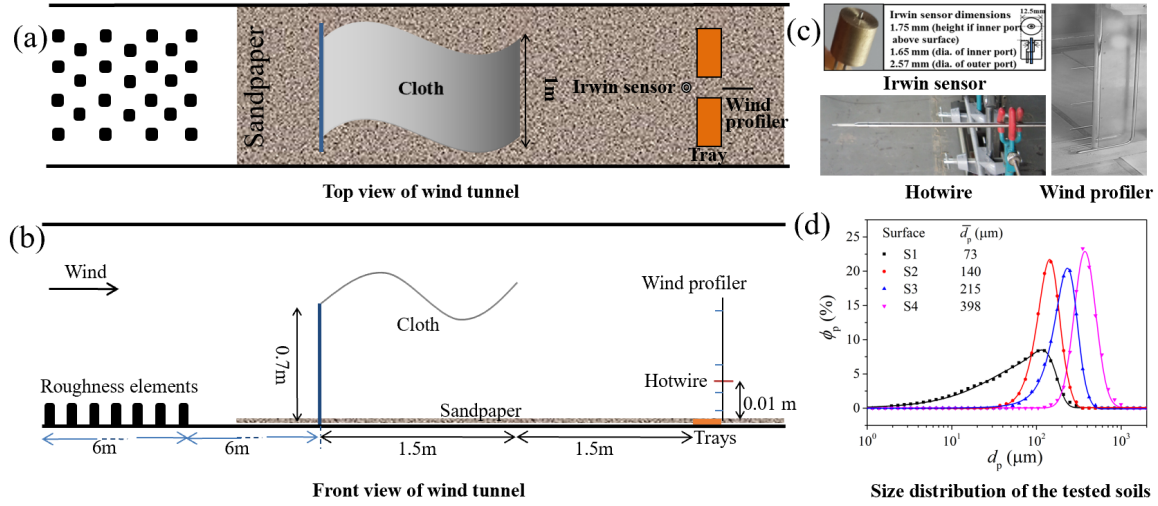 (a)
Sandpaper
Cloth
1m
Irwin sensor
Wind
profiler
Tray
Top view of wind tunnel
(b)
Wind
Cloth
0.7m
Roughness elements
Sandpaper
Wind profiler
Hotwire
0.01 m
Trays
6m
6m
1.5m
1.5m
Front view of wind tunnel
(c)
Irwin sensor dimensions
1.75 mm (height if inner port
above surface)
1.65 mm (dia. of inner port)
2.57 mm (dia. of outer port)
12.5mm
Irwin sensor
Hotwire
Wind profiler
(d)
Surface d̅p (μm)
S1 73
S2 140
S3 215
S4 398
ϕp (%)
25
20
15
10
5
0
10⁰ 10¹ 10² 10³
dp (μm)
Size distribution of the tested soils